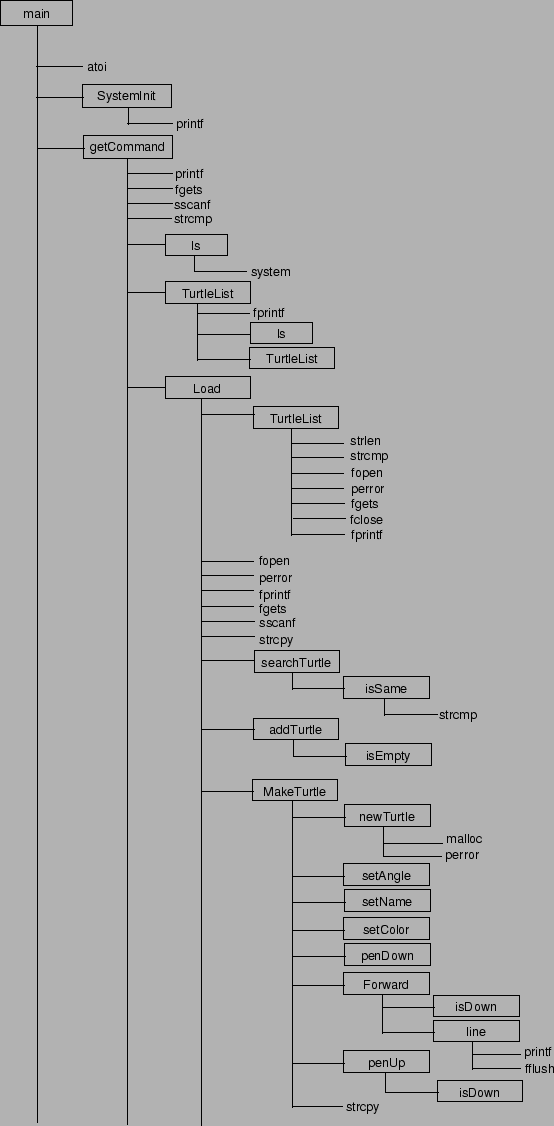 main
atoi
SystemInit
printf
getCommand
printf
fgets
sscanf
strcmp
ls
system
TurtleList
fprintf
ls
TurtleList
Load
TurtleList
strlen
strcmp
fopen
perror
fgets
fclose
fprintf
fopen
perror
fprintf
fgets
sscanf
strcpy
searchTurtle
isSame
strcmp
addTurtle
isEmpty
MakeTurtle
newTurtle
malloc
perror
setAngle
setName
setColor
penDown
Forward
isDown
line
printf
fflush
penUp
isDown
strcpy